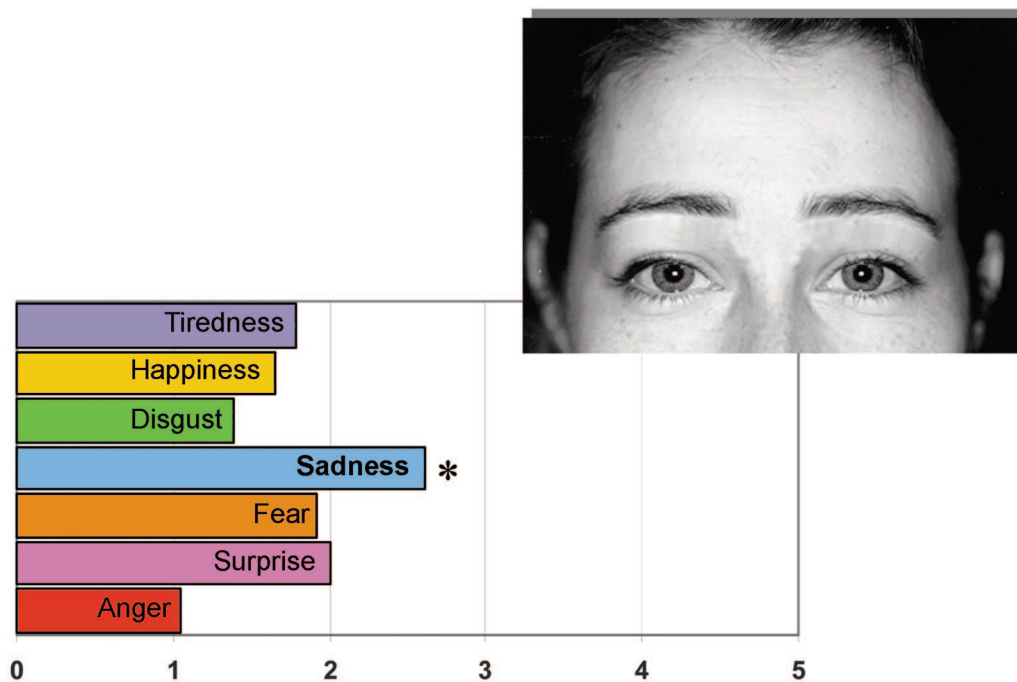 Tiredness
Happiness
Disgust
Sadness *
Fear
Surprise
Anger
0 1 2 3 4 5